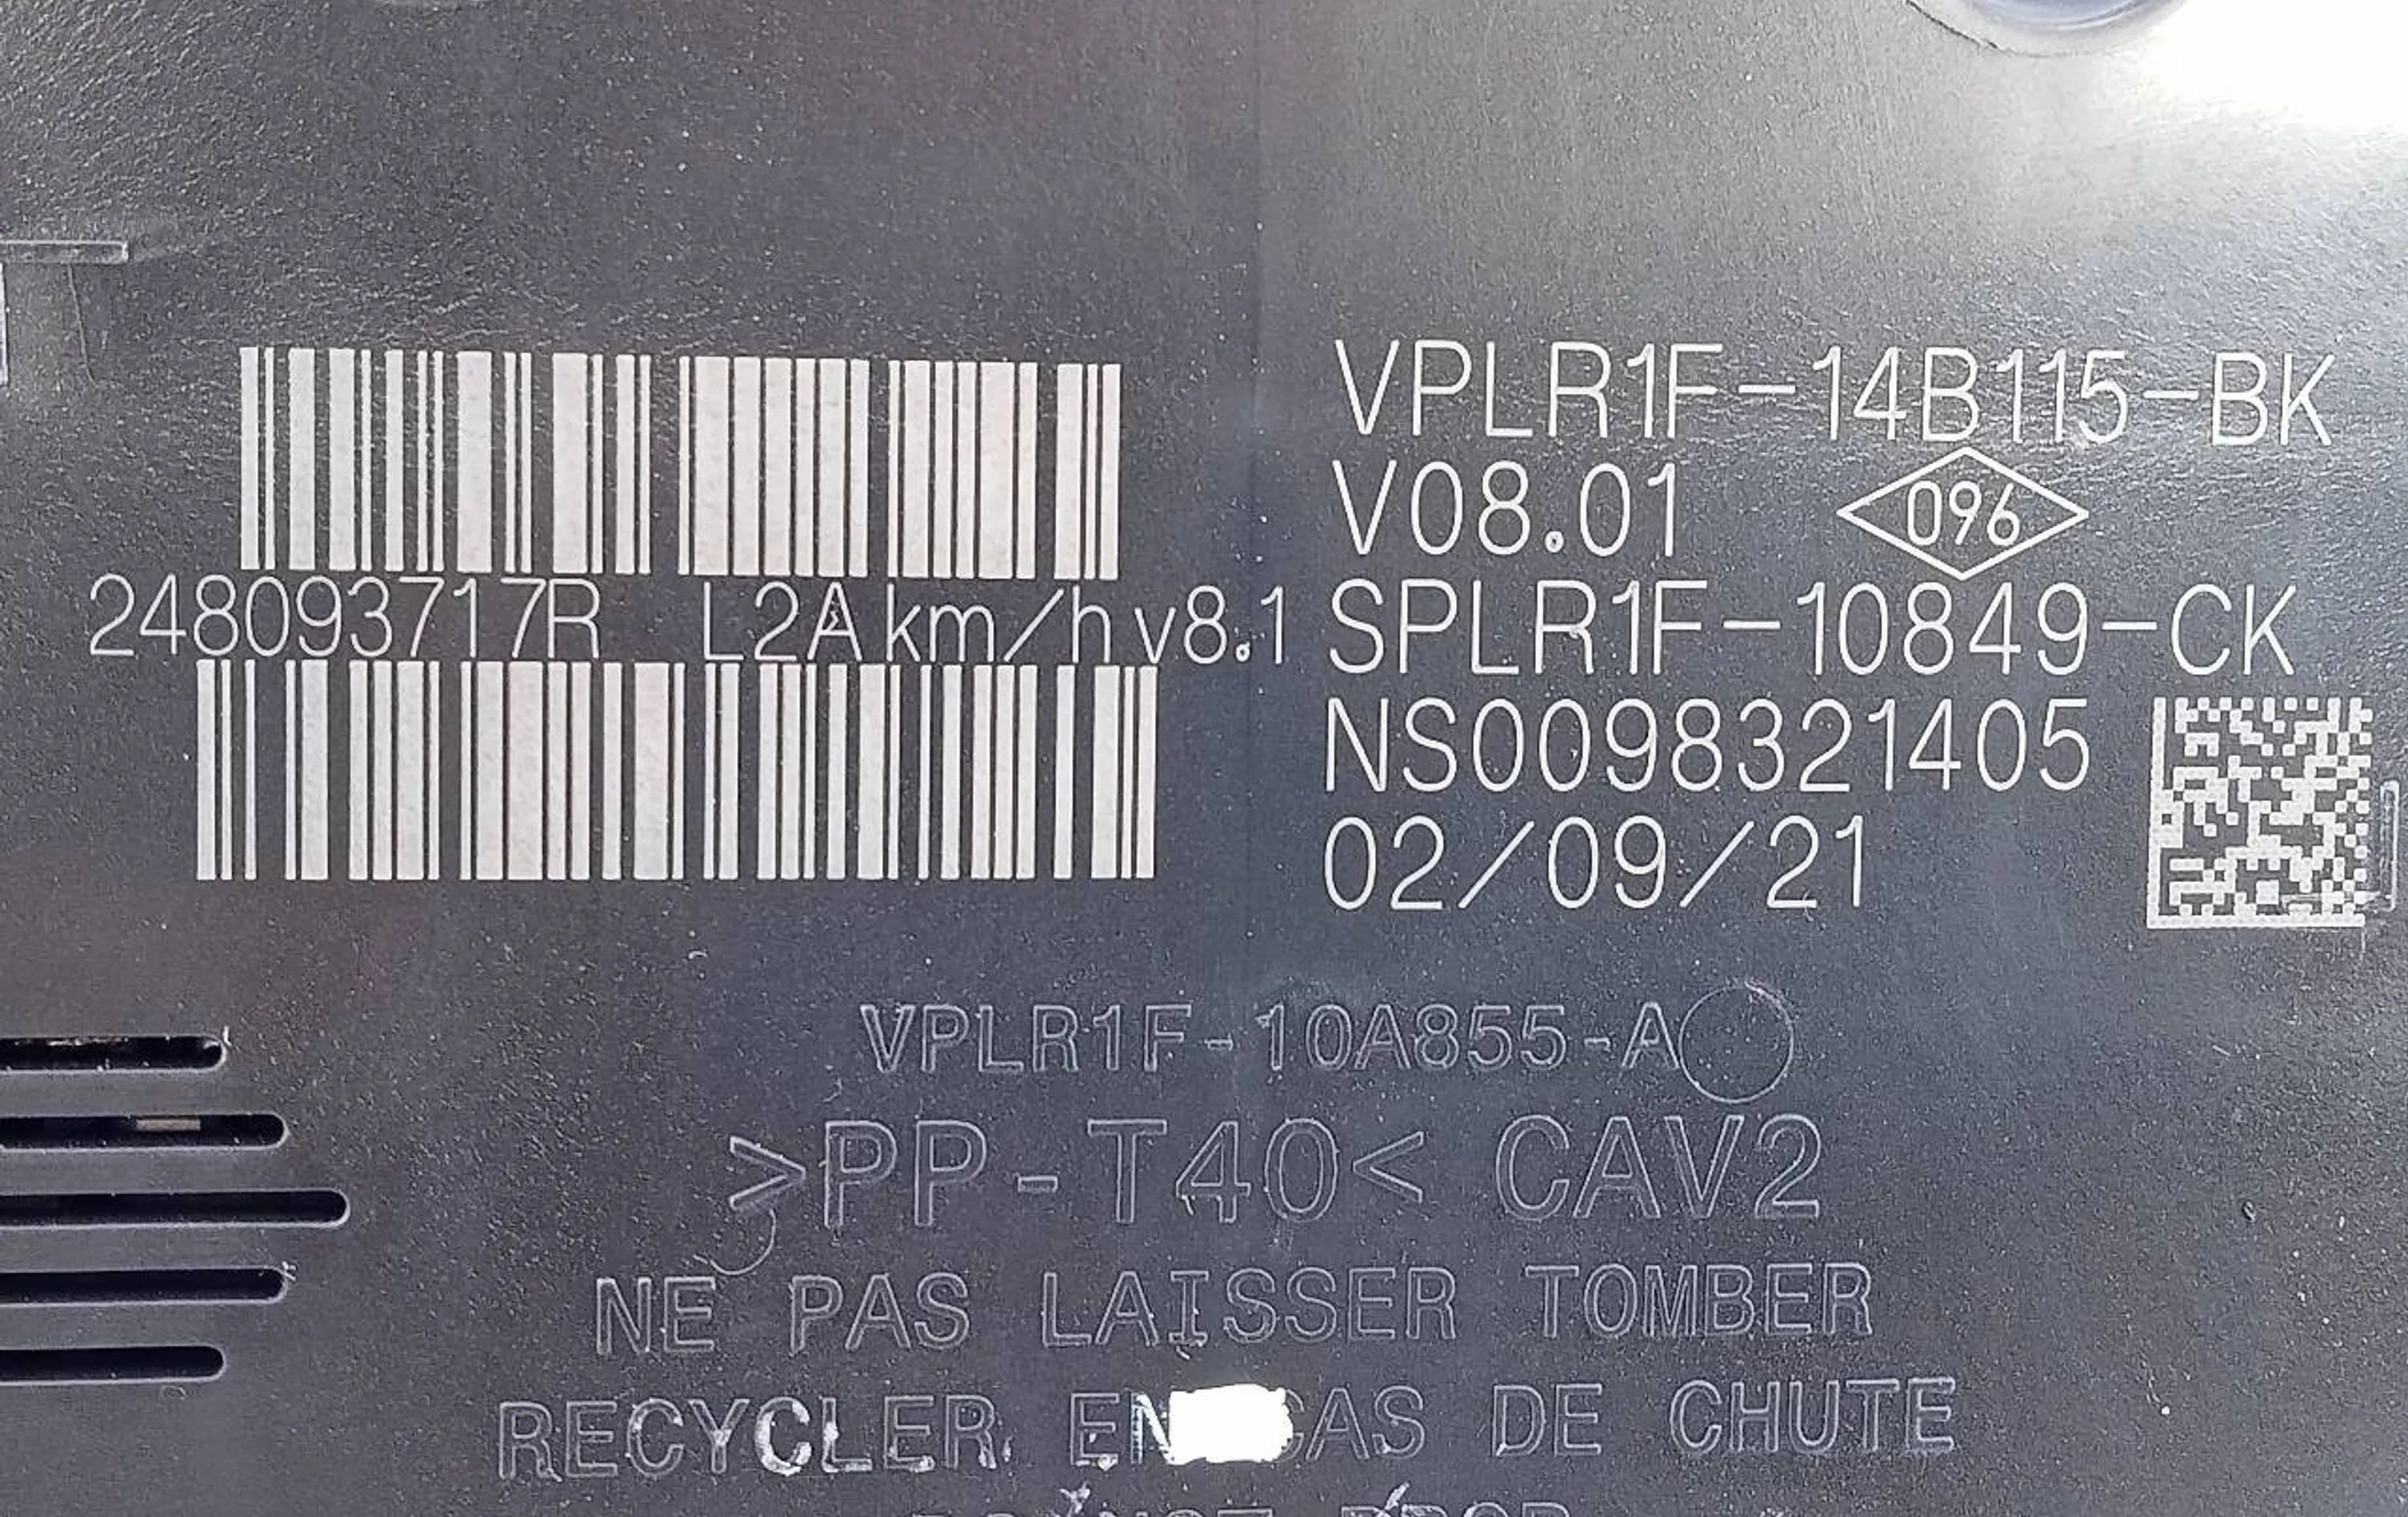 VPLR1F-14B115-BK
V08.01 096
248093717R L2A km/h v8.1
SPLR1F-10849-CK
NS0098321405
02/09/21
VPLR1F-10A855-A
>PP-T40< CAV2
NE PAS LAISSER TOMBER
RECYCLER EN CAS DE CHUTE